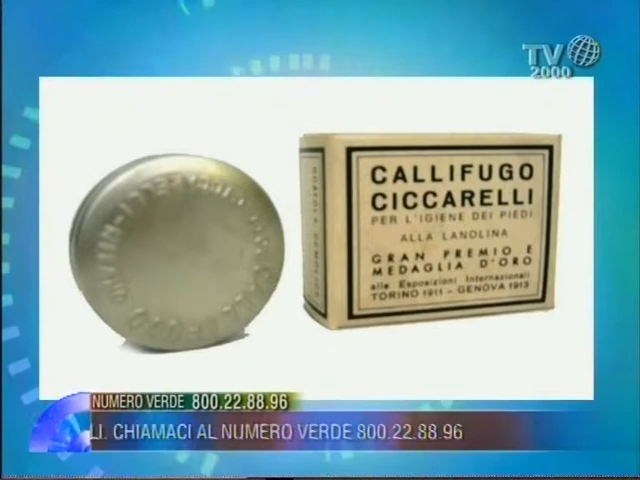 TV
2000
CALLIFUGO
CICCARELLI
PER L'IGIENE DEI PIEDI
ALLA LANOLINA
GRAN PREMIO E
MEDAGLIA D'ORO
alle Esposizioni Internazionali
TORINO 1911 - GENOVA 1913
NUMERO VERDE 800.22.88.96
LI. CHIAMACI AL NUMERO VERDE 800.22.88.96